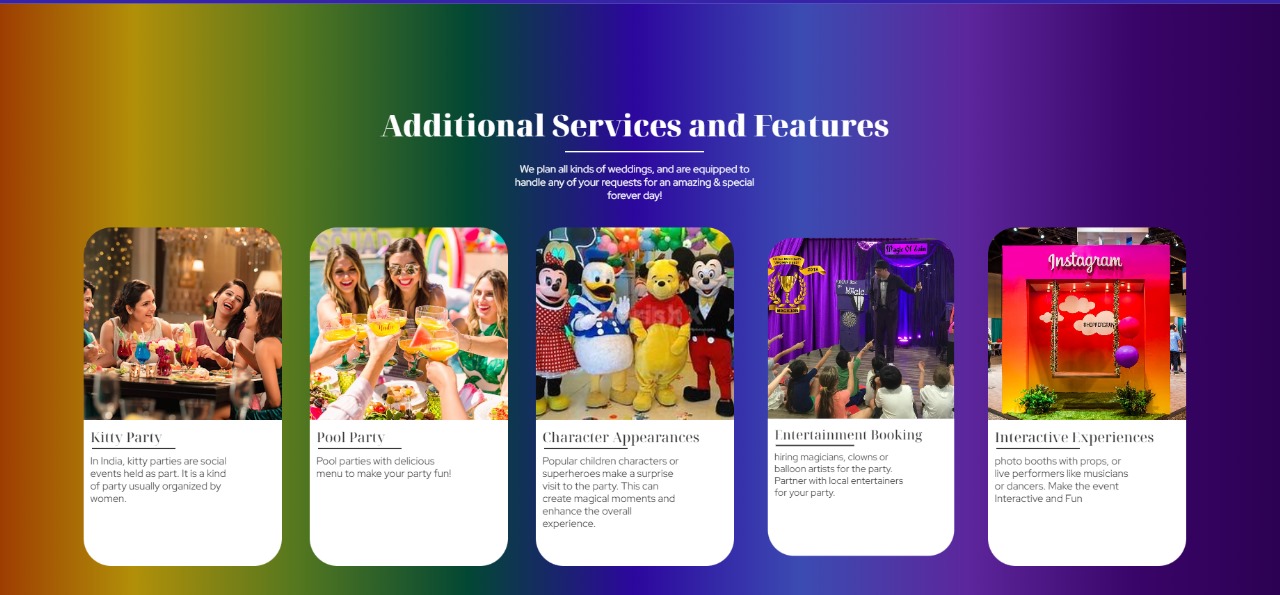 Additional Services and Features
We plan all kinds of weddings, and are equipped to
handle any of your requests for an amazing & special
forever day!
Instagram
Kitty Party
In India, kitty parties are social
events held as part. It is a kind
of party usually organized by
women.
Pool Party
Pool parties with delicious
menu to make your party fun!
Character Appearances
Popular children characters or
superheroes make a surprise
visit to the party. This can
create magical moments and
enhance the overall
experience.
Entertainment Booking
hiring magicians, clowns or
balloon artists for the party.
Partner with local entertainers
for your party.
Interactive Experiences
photo booths with props, or
live performers like musicians
or dancers. Make the event
Interactive and Fun